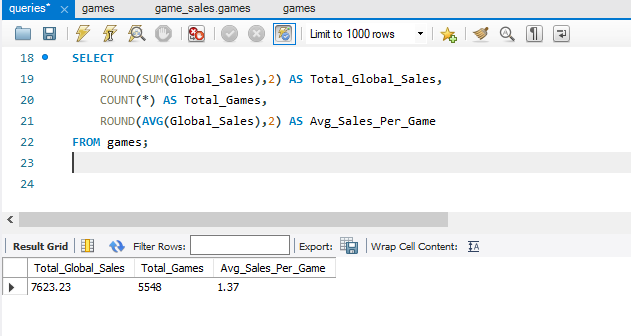 queries* × games game_sales.games games
Limit to 1000 rows
18 SELECT
19 ROUND(SUM(Global_Sales),2) AS Total_Global_Sales,
20 COUNT(*) AS Total_Games,
21 ROUND(AVG(Global_Sales),2) AS Avg_Sales_Per_Game
22 FROM games;
23
24
Result Grid Filter Rows: Export: Wrap Cell Content: IA
Total_Global_Sales Total_Games Avg_Sales_Per_Game
7623.23 5548 1.37